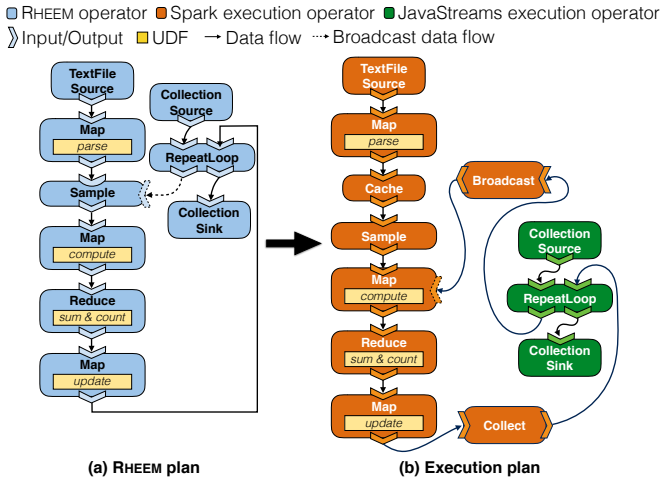 RHEEM operator Spark execution operator JavaStreams execution operator
Input/Output UDF Data flow Broadcast data flow
TextFile
Source
Map
parse
Sample
Map
compute
Reduce
sum & count
Map
update
Collection
Source
RepeatLoop
Collection
Sink
(a) RHEEM plan
TextFile
Source
Map
parse
Cache
Sample
Map
compute
Reduce
sum & count
Map
update
Broadcast
Collection
Source
RepeatLoop
Collection
Sink
Collect
(b) Execution plan